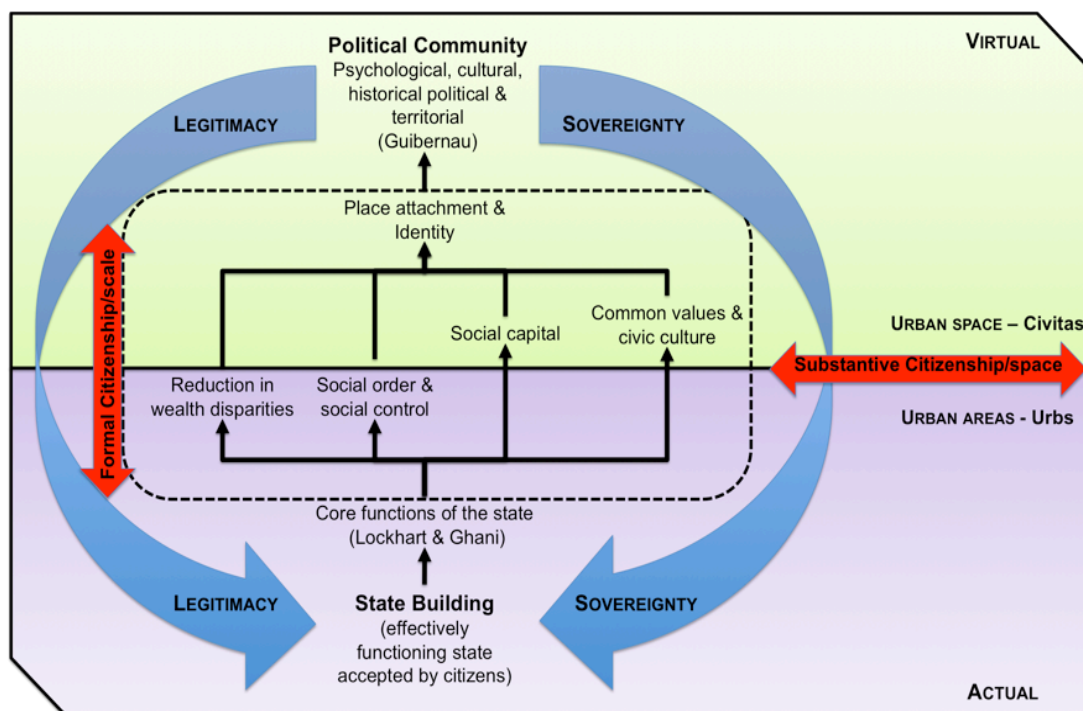 Political Community
VIRTUAL
Psychological, cultural,
historical political &
territorial
(Guibernau)
LEGITIMACY
SOVEREIGNTY
Place attachment &
Identity
Formal Citizenship/scale
Social capital
Common values &
civic culture
URBAN SPACE – Civitas
Substantive Citizenship/space
Reduction in
wealth disparities
Social order &
social control
URBAN AREAS - Urbs
Core functions of the state
(Lockhart & Ghani)
LEGITIMACY
State Building
SOVEREIGNTY
(effectively
functioning state
accepted by citizens)
ACTUAL